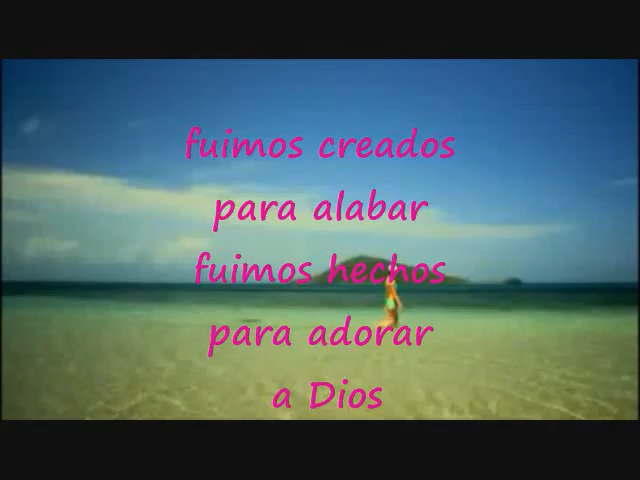 fuimos creados
para alabar
fuimos hechos
para adorar
a Dios